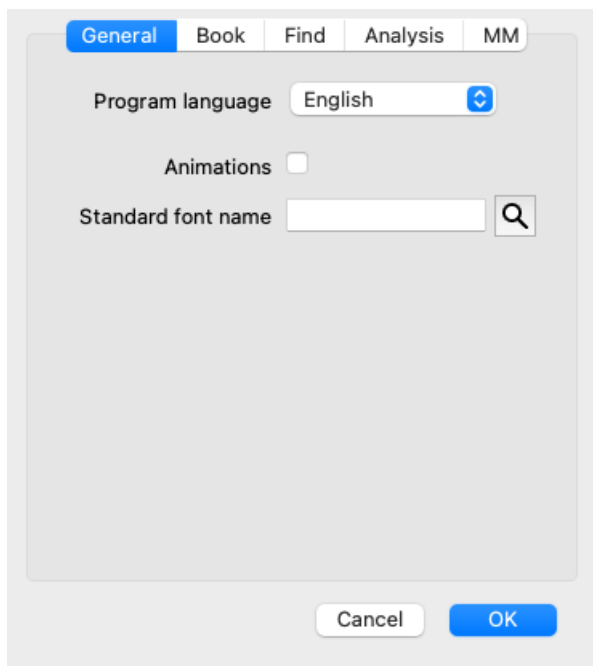 General Book Find Analysis MM
Program language English
Animations
Standard font name
Cancel OK